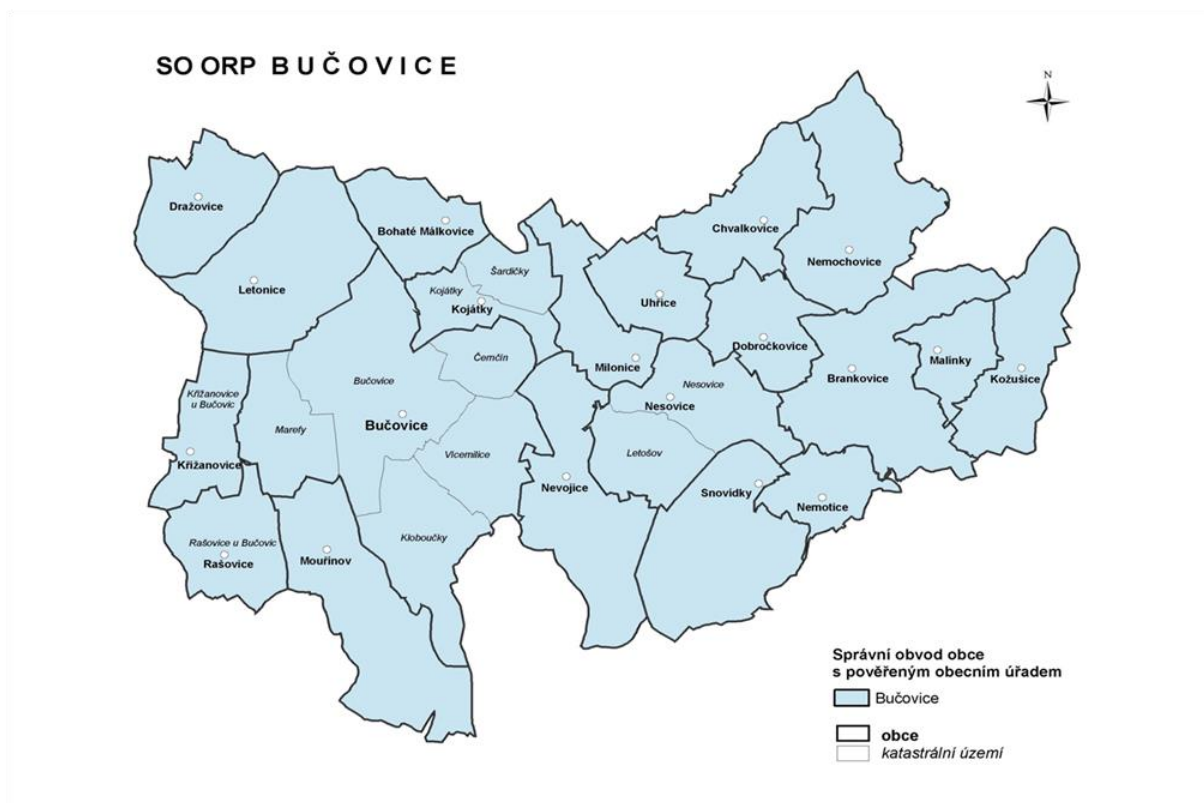 SO ORP B U Č O V I C E
N
Dražovice
Bohaté Málkovice
Chvalkovice
Nemochovice
Letonice
Šardičky
Kojátky
Kojátky
Uhřice
Dobročkovice
Malinky
Kožušice
Brankovice
Milonice
Čemčín
Bučovice
Bučovice
Nesovice
Nesovice
Křižanovice
u Bučovic
Marefy
Křižanovice
Vícemilice
Letošov
Nevojice
Snovídky
Nemotice
Kloboučky
Rašovice u Bučovic
Rašovice
Mouřínov
Správní obvod obce
s pověřeným obecním úřadem
Bučovice
obce
katastrální území